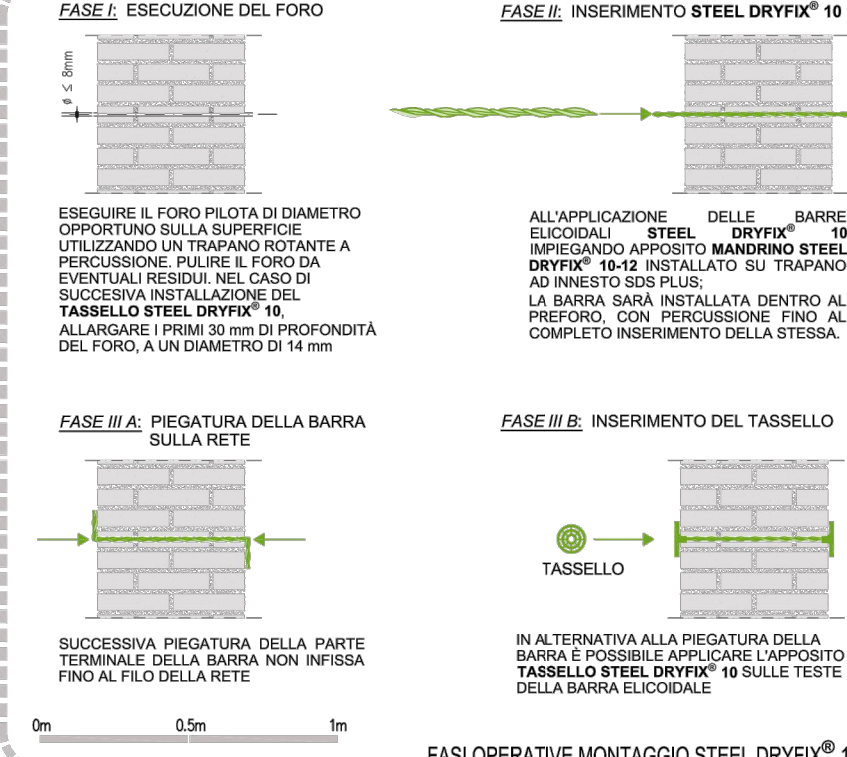 FASE I: ESECUZIONE DEL FORO
ø ≤ 8mm
ESEGUIRE IL FORO PILOTA DI DIAMETRO
OPPORTUNO SULLA SUPERFICIE
UTILIZZANDO UN TRAPANO ROTANTE A
PERCUSSIONE. PULIRE IL FORO DA
EVENTUALI RESIDUI. NEL CASO DI
SUCCESIVA INSTALLAZIONE DEL
TASSELLO STEEL DRYFIX® 10,
ALLARGARE I PRIMI 30 mm DI PROFONDITÀ
DEL FORO, A UN DIAMETRO DI 14 mm
FASE II: INSERIMENTO STEEL DRYFIX® 10
ALL'APPLICAZIONE DELLE BARRE
ELICOIDALI STEEL DRYFIX® 10
IMPIEGANDO APPOSITO MANDRINO STEEL
DRYFIX® 10-12 INSTALLATO SU TRAPANO
AD INNESTO SDS PLUS;
LA BARRA SARÀ INSTALLATA DENTRO AL
PREFORO, CON PERCUSSIONE FINO AL
COMPLETO INSERIMENTO DELLA STESSA.
FASE III A: PIEGATURA DELLA BARRA
SULLA RETE
SUCCESSIVA PIEGATURA DELLA PARTE
TERMINALE DELLA BARRA NON INFISSA
FINO AL FILO DELLA RETE
FASE III B: INSERIMENTO DEL TASSELLO
TASSELLO
IN ALTERNATIVA ALLA PIEGATURA DELLA
BARRA È POSSIBILE APPLICARE L'APPOSITO
TASSELLO STEEL DRYFIX® 10 SULLE TESTE
DELLA BARRA ELICOIDALE
0m 0.5m 1m
FASI OPERATIVE MONTAGGIO STEEL DRYFIX® 1